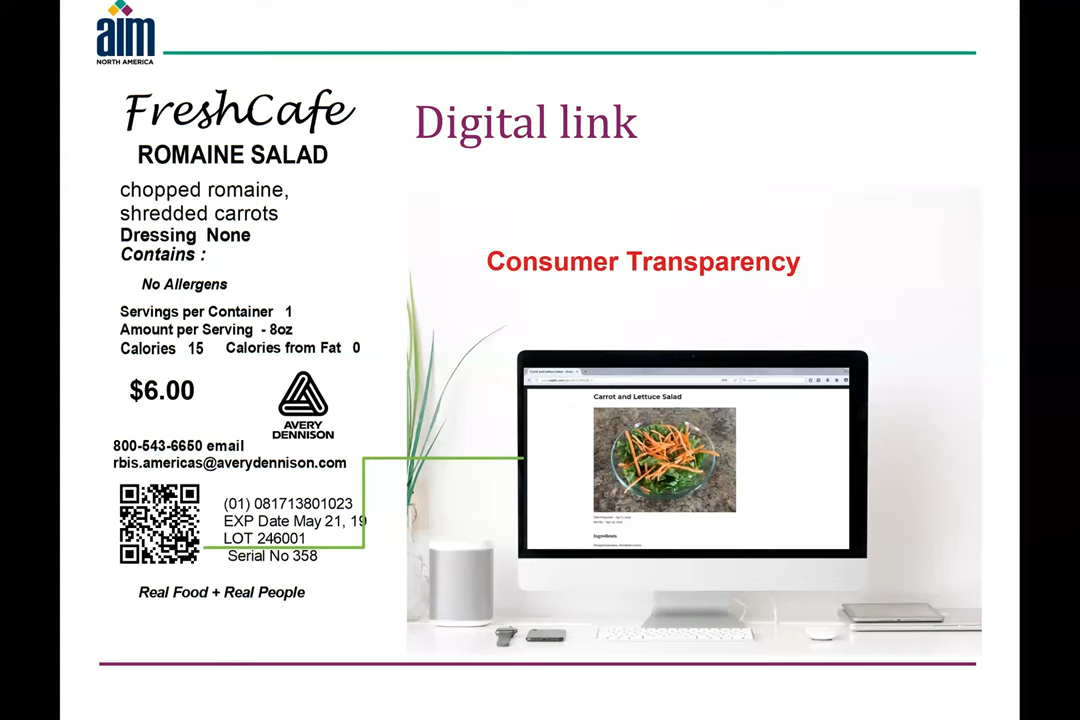 aim
NORTH AMERICA
FreshCafe
ROMAINE SALAD
chopped romaine,
shredded carrots
Dressing None
Contains :
No Allergens
Servings per Container 1
Amount per Serving - 8oz
Calories 15 Calories from Fat 0
$6.00
AVERY
DENNISON
800-543-6650 email
rbis.americas@averydennison.com
(01) 081713801023
EXP Date May 21, 19
LOT 246001
Serial No 358
Real Food + Real People
Digital link
Consumer Transparency
Carrot and Lettuce Salad
Ingredients